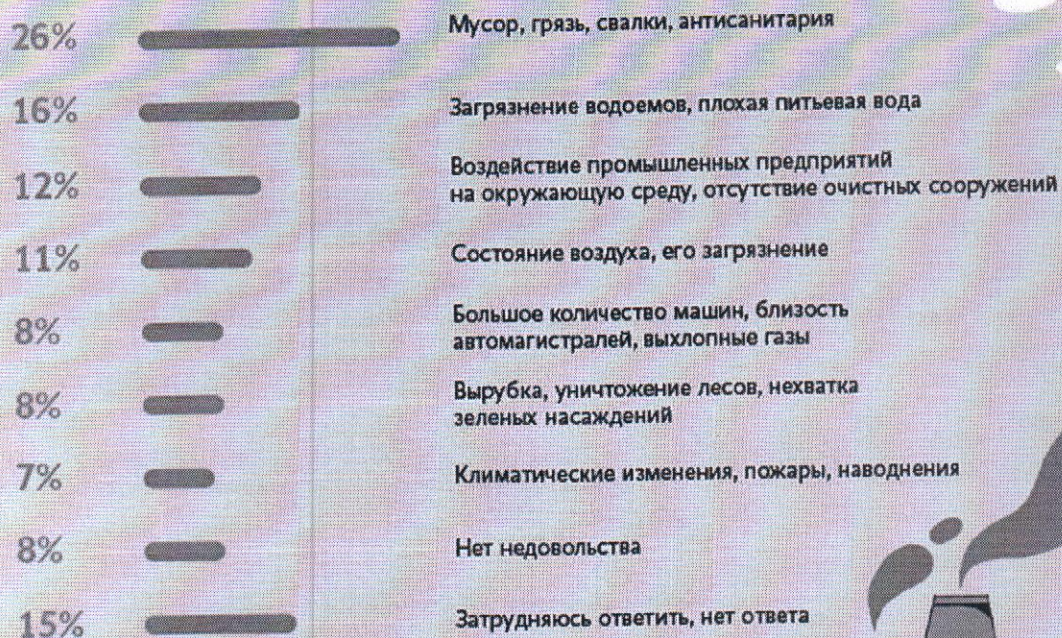 26% Мусор, грязь, свалки, антисанитария
16% Загрязнение водоемов, плохая питьевая вода
12% Воздействие промышленных предприятий
на окружающую среду, отсутствие очистных сооружений
11% Состояние воздуха, его загрязнение
8% Большое количество машин, близость
автомагистралей, выхлопные газы
8% Вырубка, уничтожение лесов, нехватка
зеленых насаждений
7% Климатические изменения, пожары, наводнения
8% Нет недовольства
15% Затрудняюсь ответить, нет ответа